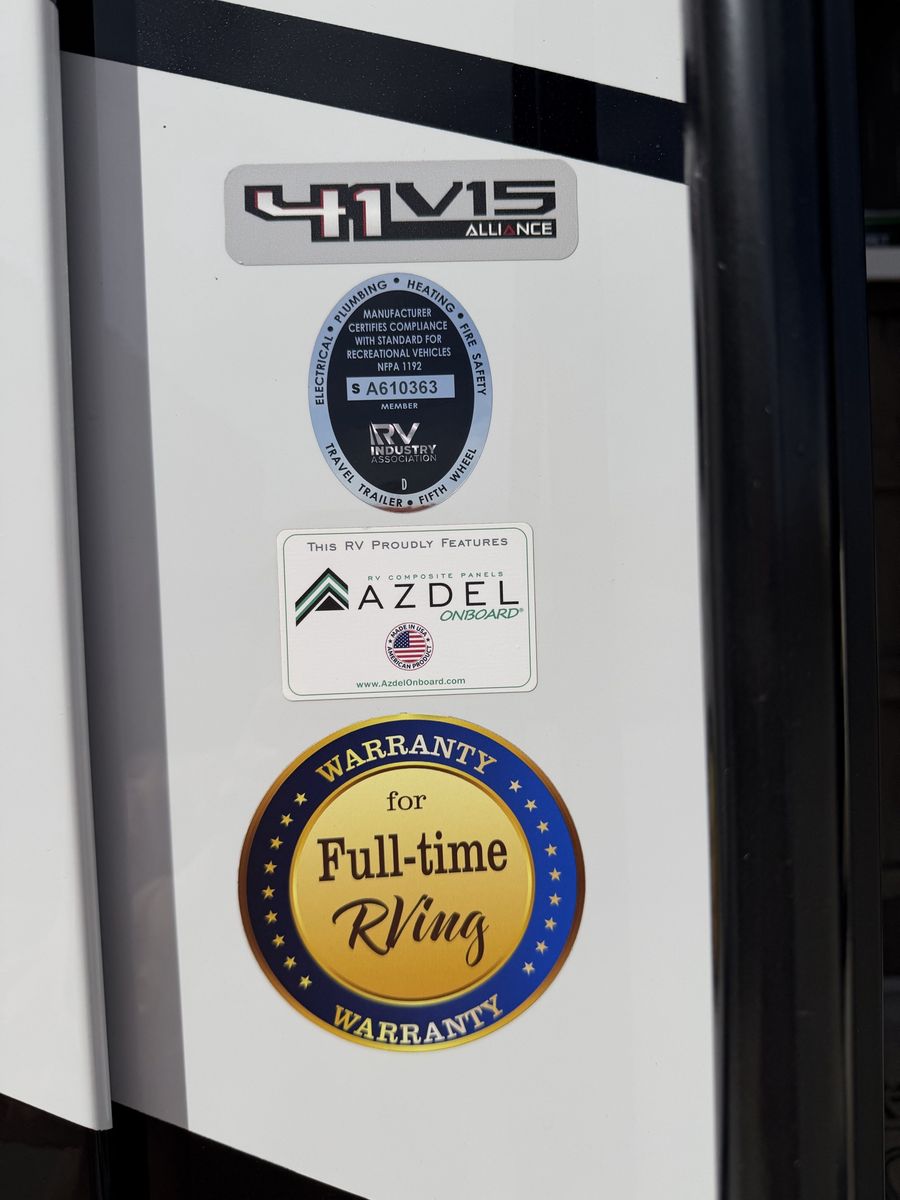 41V15
ALLIANCE
ELECTRICAL • PLUMBING • HEATING • FIRE SAFETY
MANUFACTURER
CERTIFIES COMPLIANCE
WITH STANDARD FOR
RECREATIONAL VEHICLES
NFPA 1192
S A610363
MEMBER
RV
INDUSTRY
ASSOCIATION
D
TRAVEL TRAILER • FIFTH WHEEL
THIS RV PROUDLY FEATURES
RV COMPOSITE PANELS
AZDEL
ONBOARD®
MADE IN USA
AMERICAN PRODUCT
www.AzdelOnboard.com
WARRANTY
for
Full-time
RVing
WARRANTY